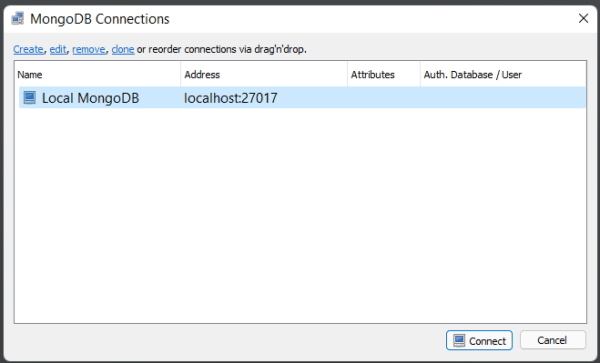 MongoDB Connections
Create, edit, remove, clone or reorder connections via drag'n'drop.
Name Address Attributes Auth. Database / User
Local MongoDB localhost:27017
Connect Cancel